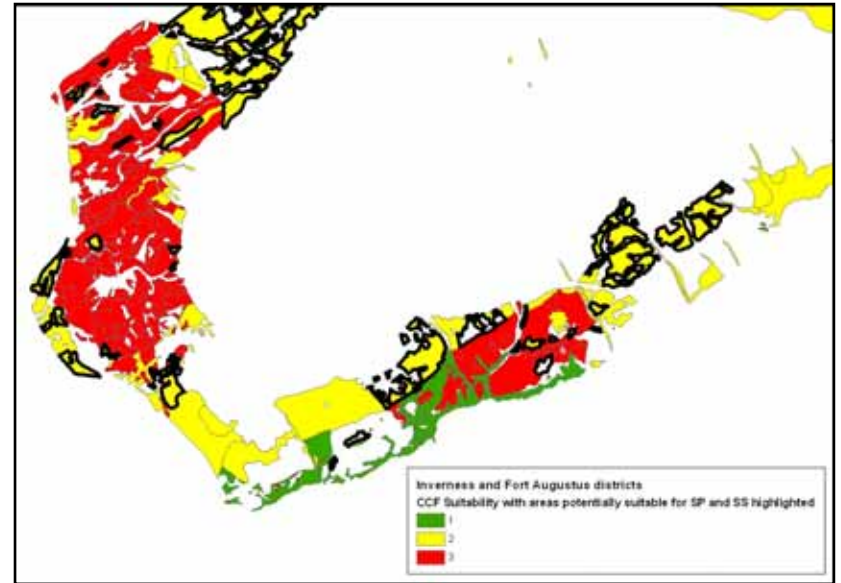 Inverness and Fort Augustus districts
CCF Suitability with areas potentially suitable for SP and SS highlighted
1
2
3